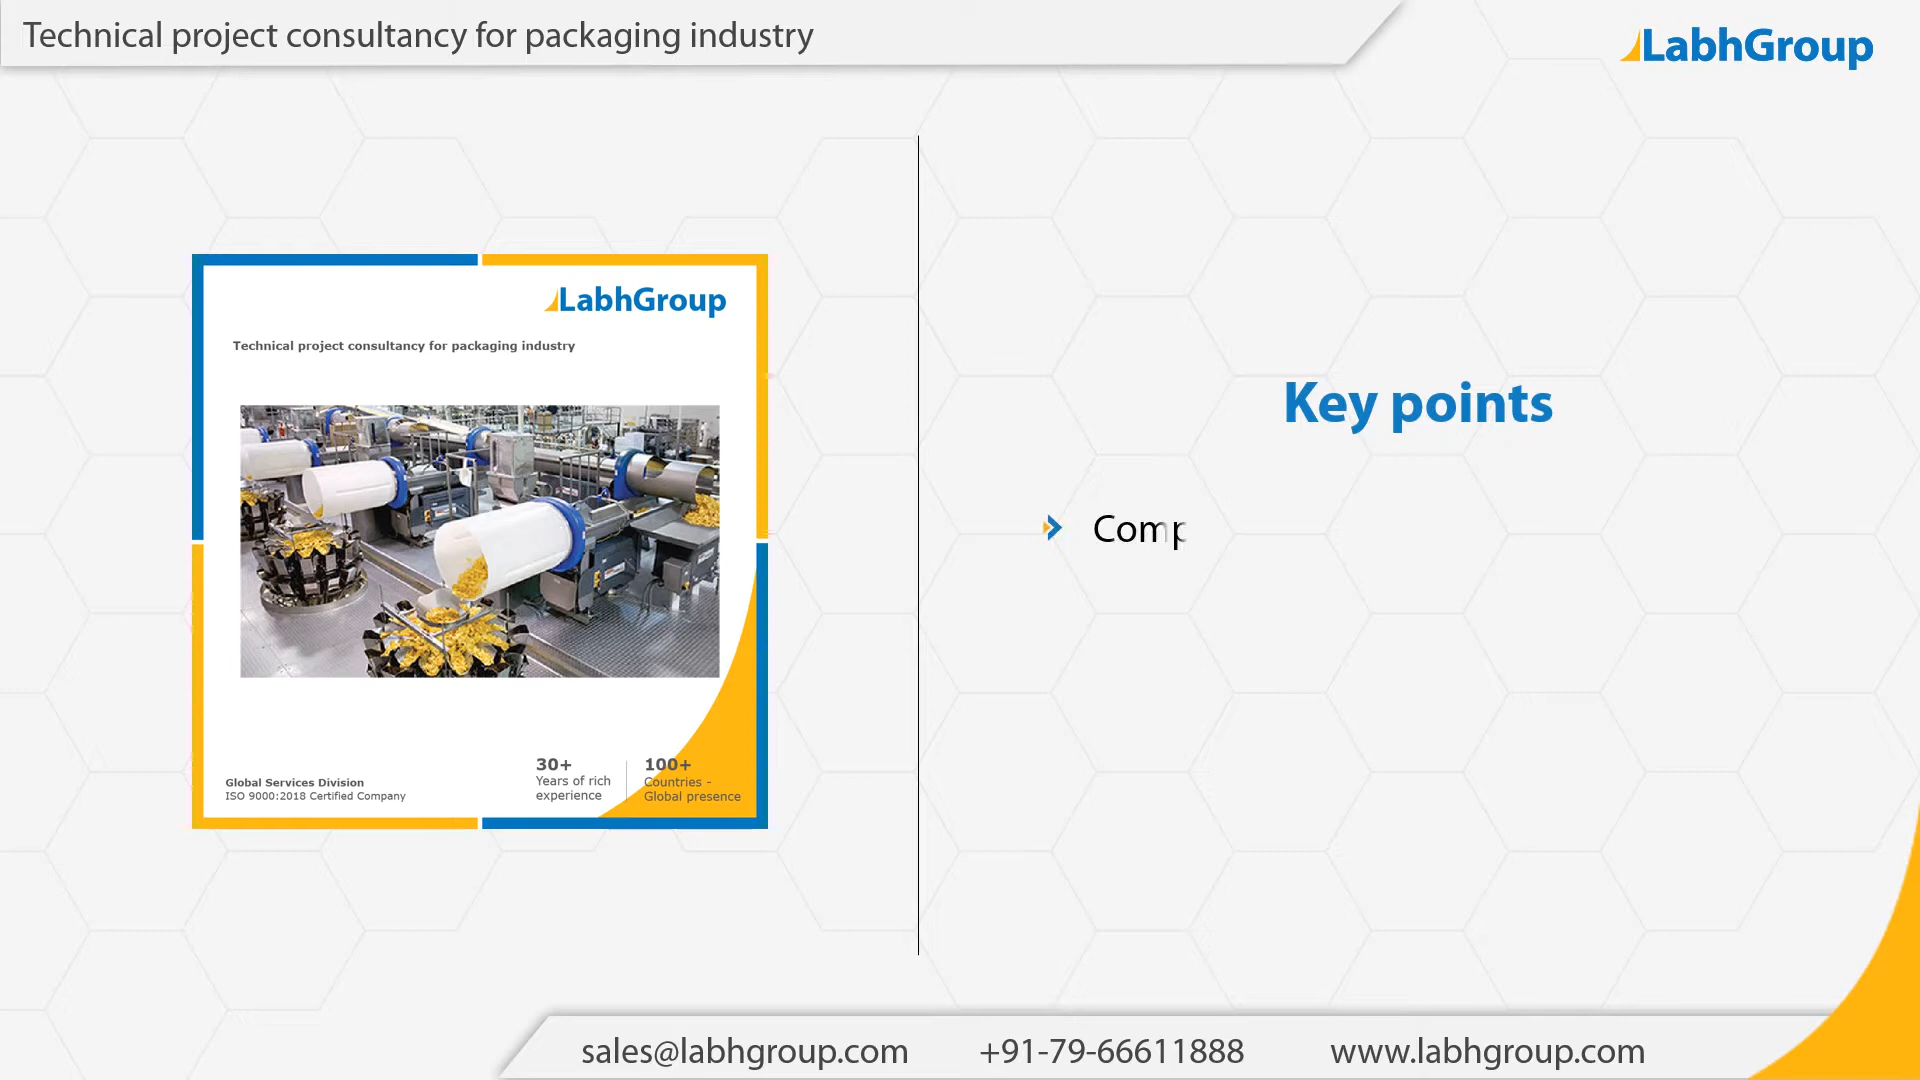 Technical project consultancy for packaging industry
LabhGroup
LabhGroup
Technical project consultancy for packaging industry
Global Services Division
ISO 9000:2018 Certified Company
30+
Years of rich
experience
100+
Countries -
Global presence
Key points
Comp
sales@labhgroup.com +91-79-66611888 www.labhgroup.com